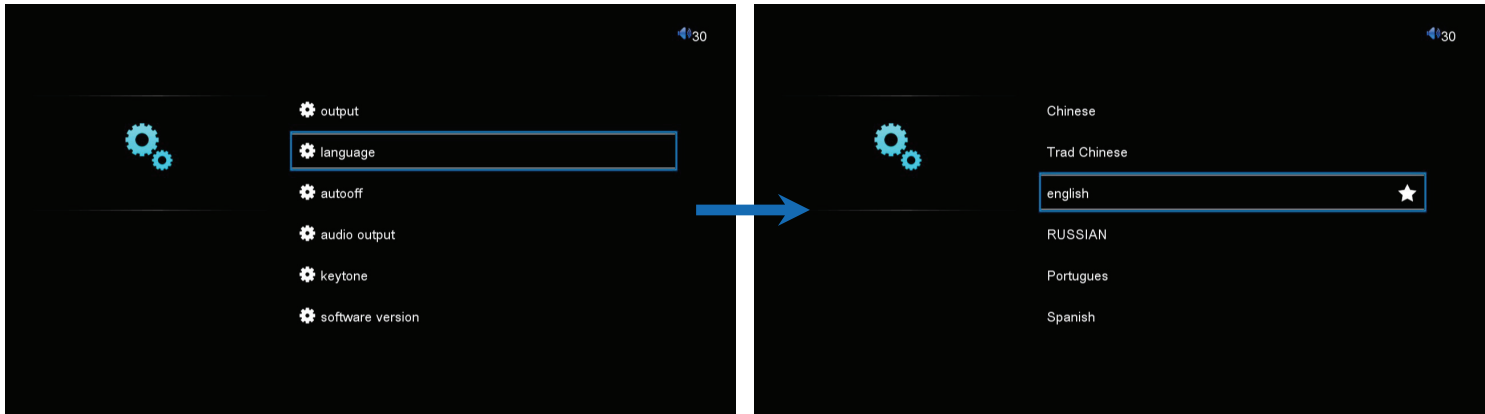 30
output
language
autooff
audio output
keytone
software version
30
Chinese
Trad Chinese
english
RUSSIAN
Portugues
Spanish